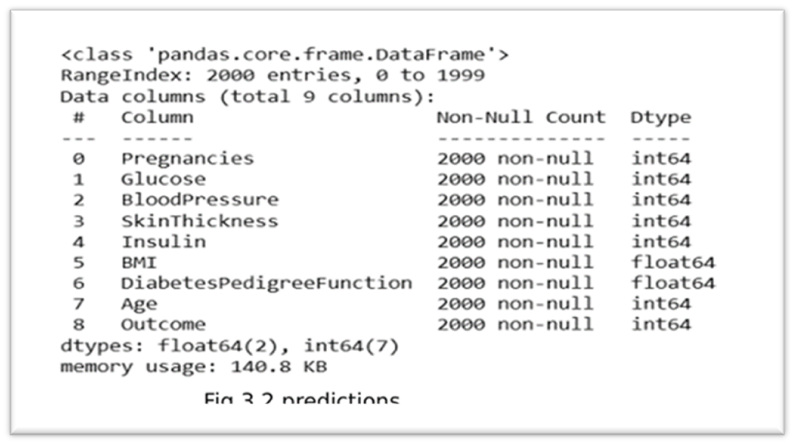 <class 'pandas.core.frame.DataFrame'>
RangeIndex: 2000 entries, 0 to 1999
Data columns (total 9 columns):
 #   Column                    Non-Null Count  Dtype
---  ------                    --------------  -----
 0   Pregnancies               2000 non-null   int64
 1   Glucose                   2000 non-null   int64
 2   BloodPressure             2000 non-null   int64
 3   SkinThickness             2000 non-null   int64
 4   Insulin                   2000 non-null   int64
 5   BMI                       2000 non-null   float64
 6   DiabetesPedigreeFunction  2000 non-null   float64
 7   Age                       2000 non-null   int64
 8   Outcome                   2000 non-null   int64
dtypes: float64(2), int64(7)
memory usage: 140.8 KB
Fig 3.2 predictions